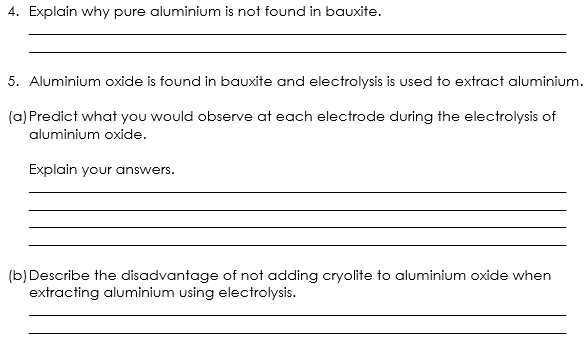 4. Explain why pure aluminium is not found in bauxite.
5. Aluminium oxide is found in bauxite and electrolysis is used to extract aluminium.
(a) Predict what you would observe at each electrode during the electrolysis of
aluminium oxide.
Explain your answers.
(b) Describe the disadvantage of not adding cryolite to aluminium oxide when
extracting aluminium using electrolysis.